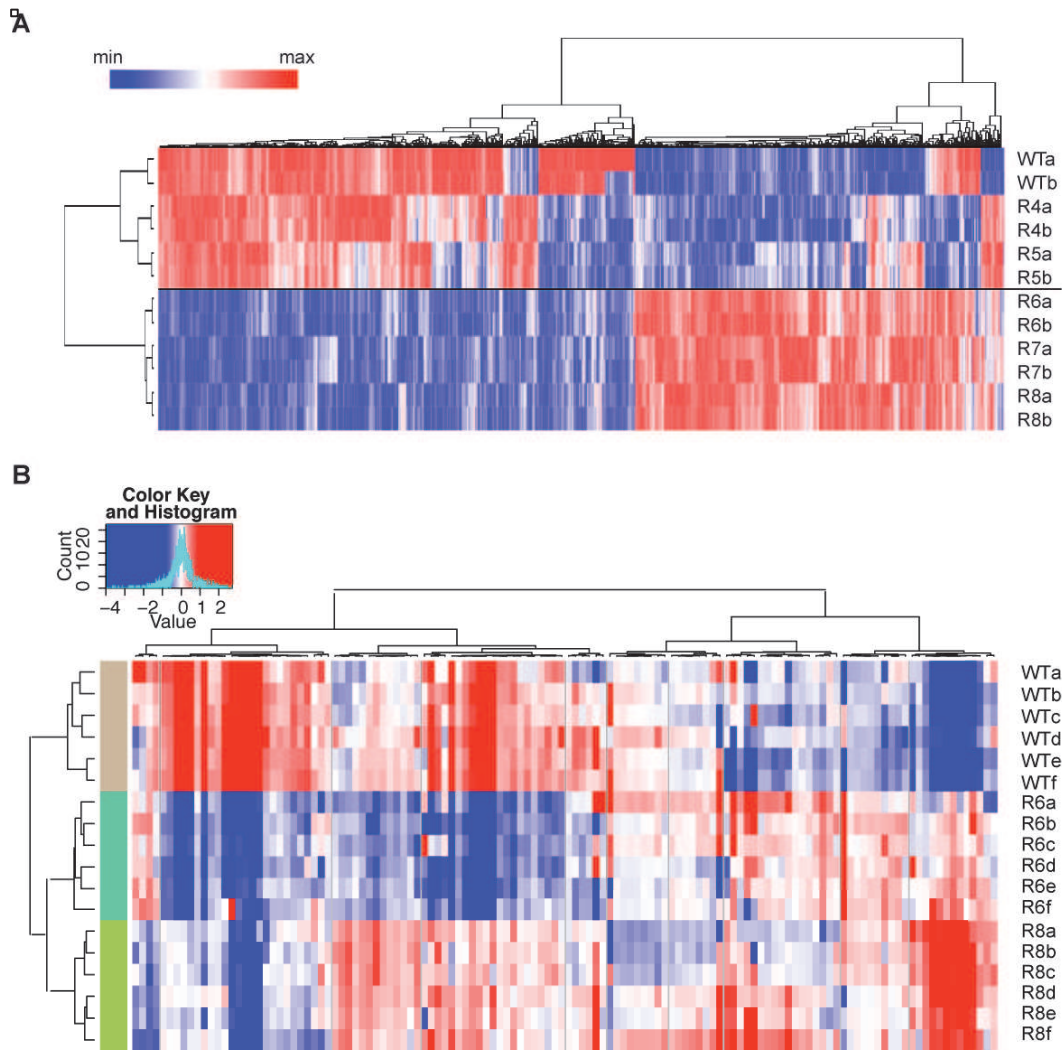 A
min max
WTa
WTb
R4a
R4b
R5a
R5b
R6a
R6b
R7a
R7b
R8a
R8b
B
Color Key
and Histogram
Count
0 10 20
−4 −2 0 1 2
Value
WTa
WTb
WTc
WTd
WTe
WTf
R6a
R6b
R6c
R6d
R6e
R6f
R8a
R8b
R8c
R8d
R8e
R8f